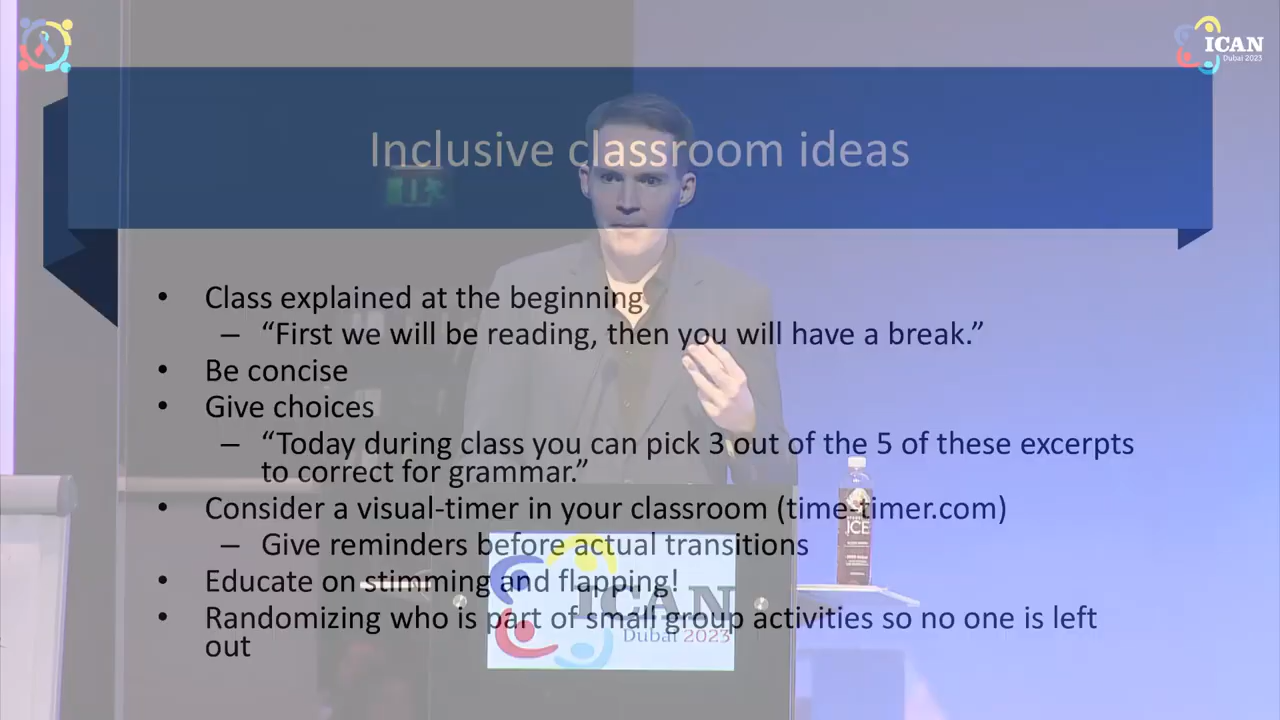 ICAN
Dubai 2023
Inclusive classroom ideas
• Class explained at the beginning
– “First we will be reading, then you will have a break.”
• Be concise
• Give choices
– “Today during class you can pick 3 out of the 5 of these excerpts
to correct for grammar.”
• Consider a visual-timer in your classroom (time-timer.com)
– Give reminders before actual transitions
• Educate on stimming and flapping!
• Randomizing who is part of small group activities so no one is left
out
ICE
ICAN
Dubai 2023